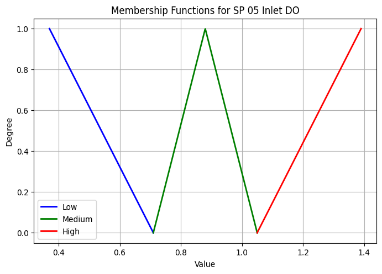 Membership Functions for SP 05 Inlet DO
1.0
0.8
0.6
0.4
0.2
0.0
Degree
Low
Medium
High
0.4 0.6 0.8 1.0 1.2 1.4
Value